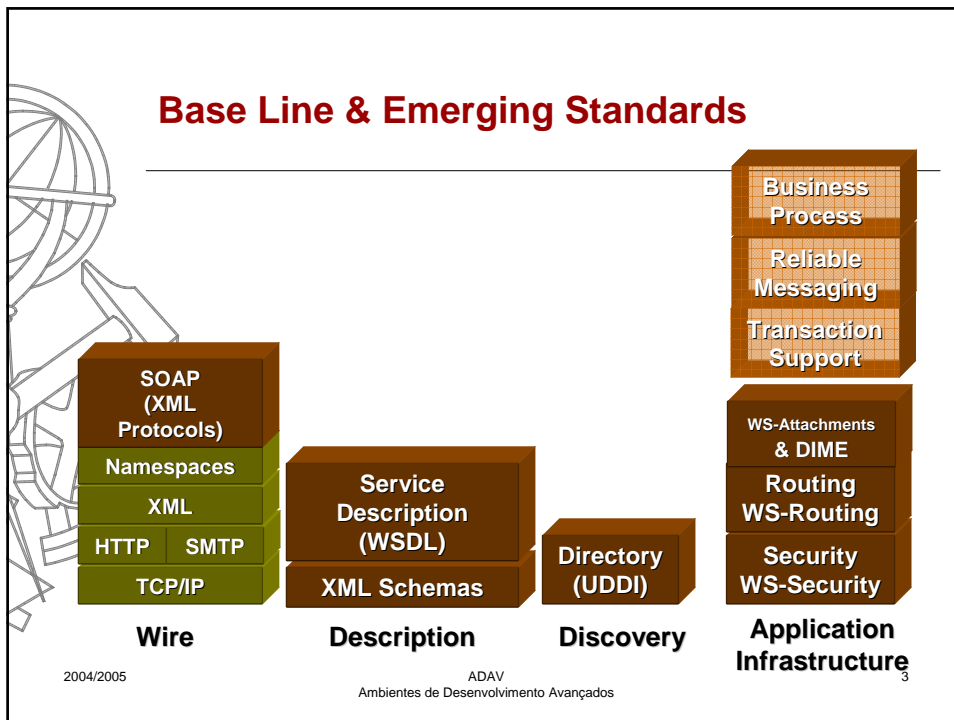 Base Line & Emerging Standards
Business
Process
Reliable
Messaging
Transaction
Support
SOAP
(XML
Protocols)
Namespaces
XML
HTTP
SMTP
TCP/IP
Wire
Service
Description
(WSDL)
XML Schemas
Description
Directory
(UDDI)
Discovery
WS-Attachments
& DIME
Routing
WS-Routing
Security
WS-Security
Application
Infrastructure
2004/2005
ADAV
Ambientes de Desenvolvimento Avançados
3